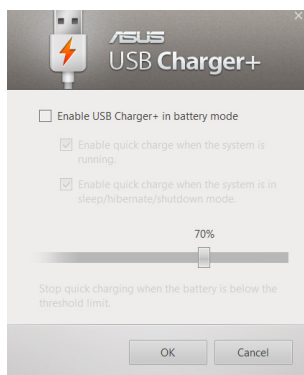 ASUS
USB Charger+
Enable USB Charger+ in battery mode
Enable quick charge when the system is
running.
Enable quick charge when the system is in
sleep/hibernate/shutdown mode.
70%
Stop quick charging when the battery is below the
threshold limit.
OK
Cancel